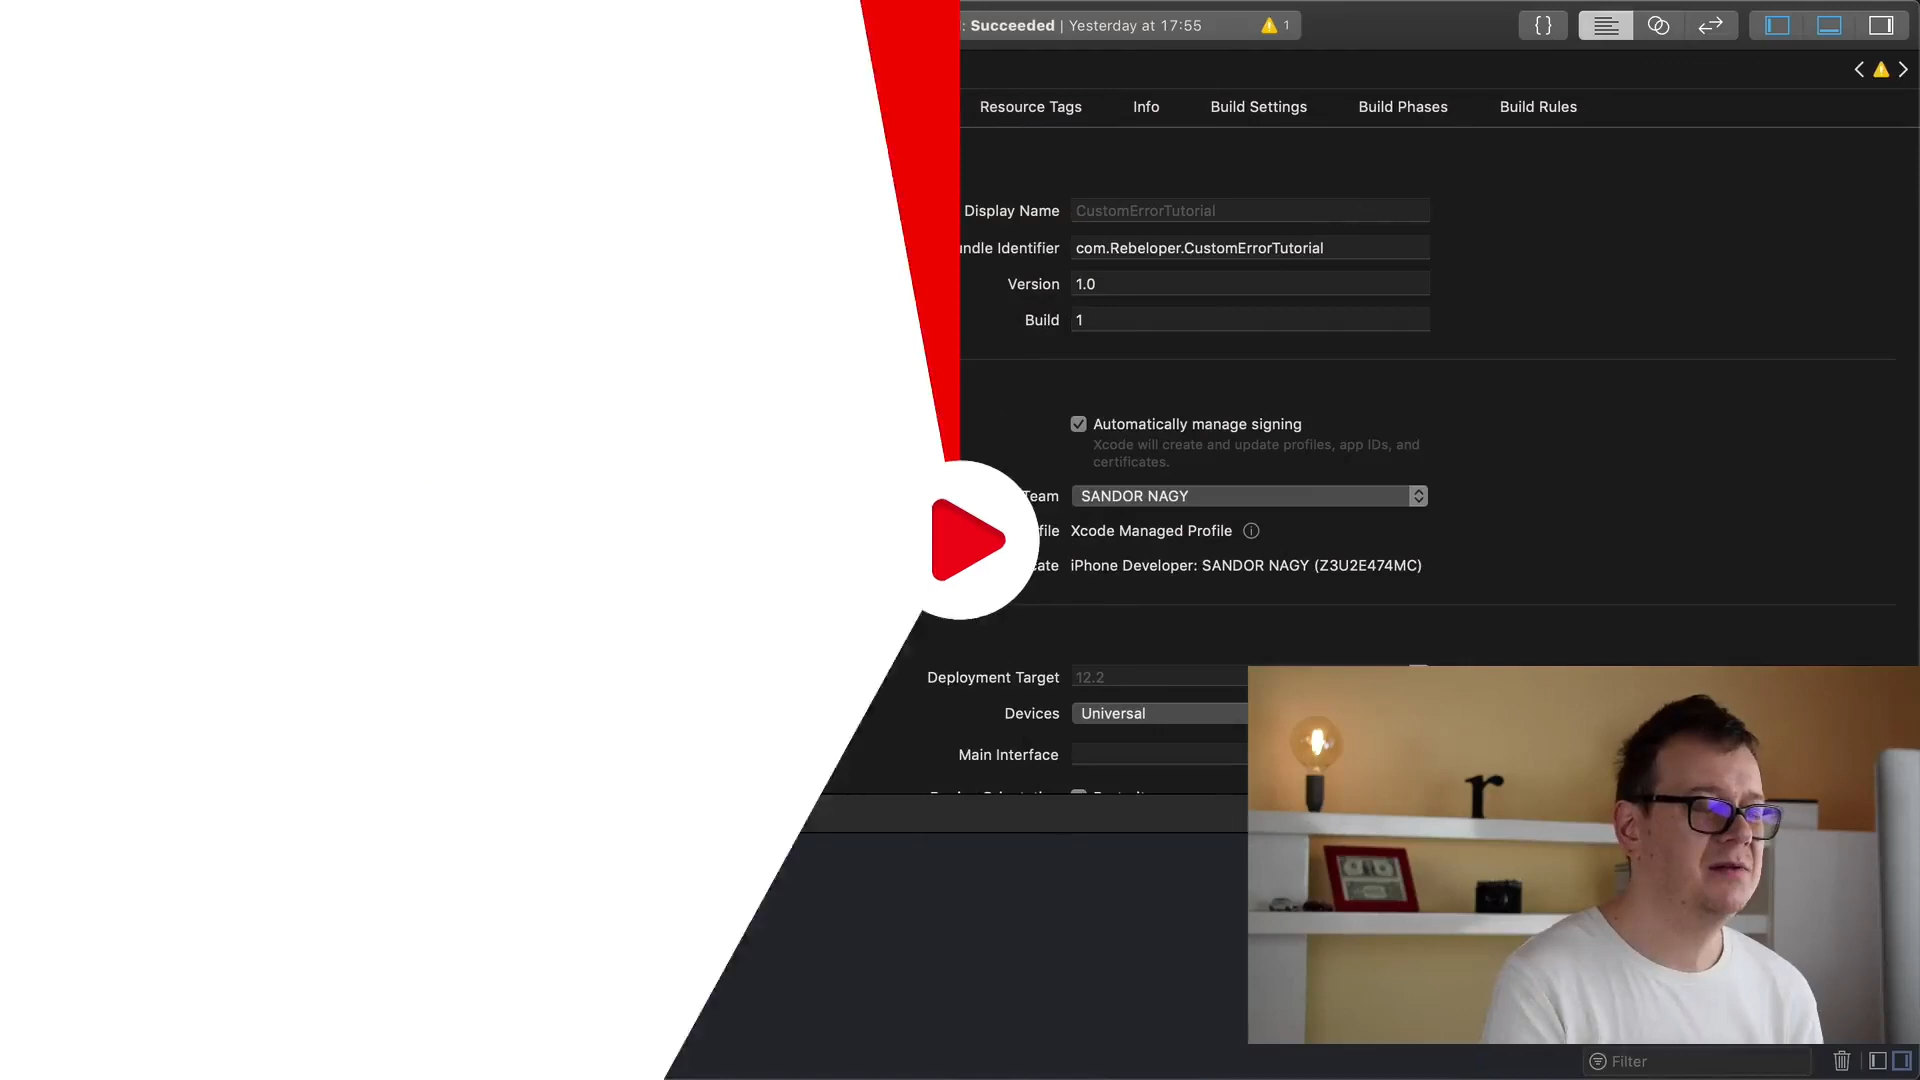 : Succeeded | Yesterday at 17:55 1
Resource Tags Info Build Settings Build Phases Build Rules
Display Name CustomErrorTutorial
ndle Identifier com.Rebeloper.CustomErrorTutorial
Version 1.0
Build 1
Automatically manage signing
Xcode will create and update profiles, app IDs, and
certificates.
Team SANDOR NAGY
file Xcode Managed Profile
cate iPhone Developer: SANDOR NAGY (Z3U2E474MC)
Deployment Target 12.2
Devices Universal
Main Interface
Filter